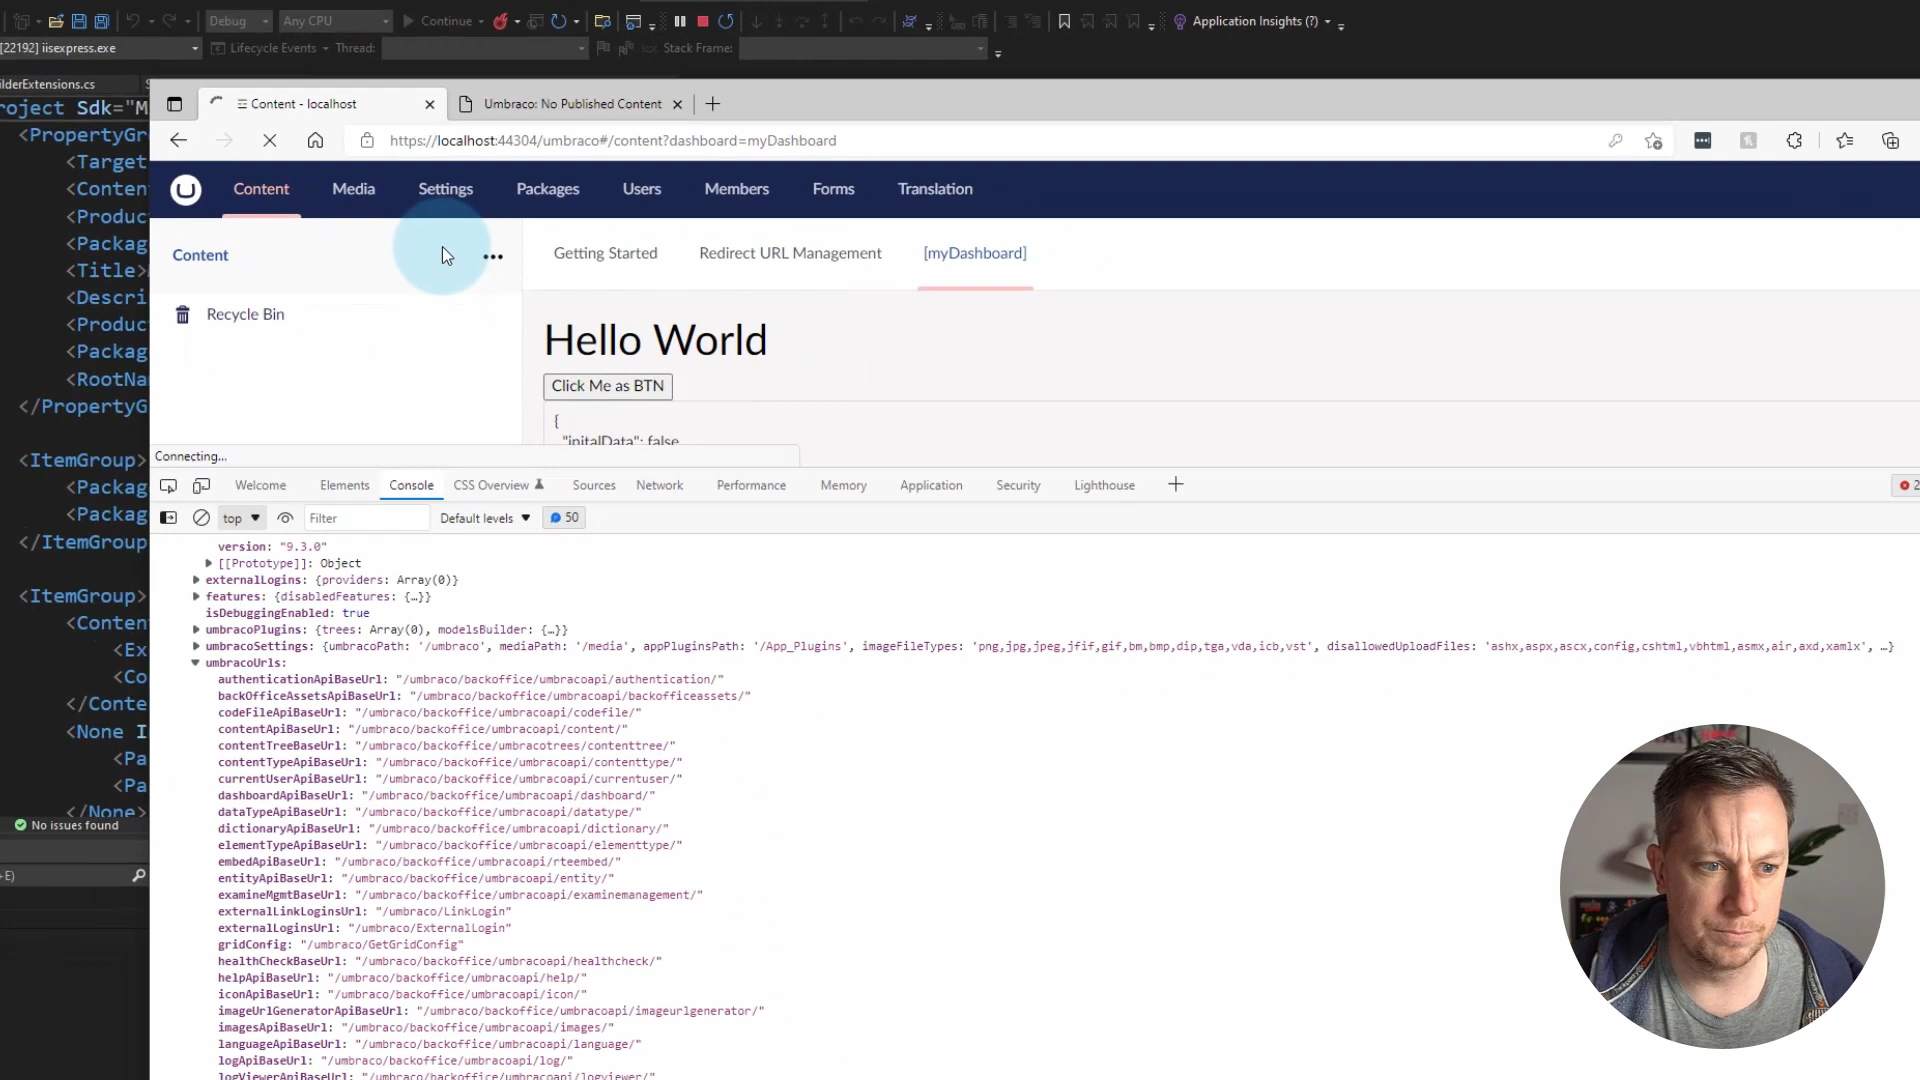 Debug Any CPU Continue Application Insights (?)
[22192] iisexpress.exe Lifecycle Events Thread: Stack Frame:
ilderExtensions.cs
Content - localhost Umbraco: No Published Content
https://localhost:44304/umbraco#/content?dashboard=myDashboard
Content Media Settings Packages Users Members Forms Translation
Content
Recycle Bin
Getting Started Redirect URL Management [myDashboard]
Hello World
Click Me as BTN
{
"initalData": false
Connecting...
oject Sdk="M
<PropertyGr
<Target
<Conten
<Produc
<Packag
<Title>
<Descri
<Produc
<Packag
<RootNa
</PropertyG
<ItemGroup>
<Packag
<Packag
</ItemGroup
<ItemGroup>
<Conten
<Ex
<Co
</Conte
<None I
<Pa
<Pa
</None>
No issues found
+E)
Welcome Elements Console CSS Overview Sources Network Performance Memory Application Security Lighthouse
2
top Filter Default levels 50
version: "9.3.0"
[[Prototype]]: Object
externalLogins: {providers: Array(0)}
features: {disabledFeatures: {…}}
isDebuggingEnabled: true
umbracoPlugins: {trees: Array(0), modelsBuilder: {…}}
umbracoSettings: {umbracoPath: '/umbraco', mediaPath: '/media', appPluginsPath: '/App_Plugins', imageFileTypes: 'png,jpg,jpeg,jfif,gif,bm,bmp,dip,tga,vda,icb,vst', disallowedUploadFiles: 'ashx,aspx,ascx,config,cshtml,vbhtml,asmx,air,axd,xamlx', …}
umbracoUrls:
authenticationApiBaseUrl: "/umbraco/backoffice/umbracoapi/authentication/"
backOfficeAssetsApiBaseUrl: "/umbraco/backoffice/umbracoapi/backofficeassets/"
codeFileApiBaseUrl: "/umbraco/backoffice/umbracoapi/codefile/"
contentApiBaseUrl: "/umbraco/backoffice/umbracoapi/content/"
contentTreeBaseUrl: "/umbraco/backoffice/umbracotrees/contenttree/"
contentTypeApiBaseUrl: "/umbraco/backoffice/umbracoapi/contenttype/"
currentUserApiBaseUrl: "/umbraco/backoffice/umbracoapi/currentuser/"
dashboardApiBaseUrl: "/umbraco/backoffice/umbracoapi/dashboard/"
dataTypeApiBaseUrl: "/umbraco/backoffice/umbracoapi/datatype/"
dictionaryApiBaseUrl: "/umbraco/backoffice/umbracoapi/dictionary/"
elementTypeApiBaseUrl: "/umbraco/backoffice/umbracoapi/elementtype/"
embedApiBaseUrl: "/umbraco/backoffice/umbracoapi/rteembed/"
entityApiBaseUrl: "/umbraco/backoffice/umbracoapi/entity/"
examineMgmtBaseUrl: "/umbraco/backoffice/umbracoapi/examinemanagement/"
externalLinkLoginsUrl: "/umbraco/LinkLogin"
externalLoginsUrl: "/umbraco/ExternalLogin"
gridConfig: "/umbraco/GetGridConfig"
healthCheckBaseUrl: "/umbraco/backoffice/umbracoapi/healthcheck/"
helpApiBaseUrl: "/umbraco/backoffice/umbracoapi/help/"
iconApiBaseUrl: "/umbraco/backoffice/umbracoapi/icon/"
imageUrlGeneratorApiBaseUrl: "/umbraco/backoffice/umbracoapi/imageurlgenerator/"
imagesApiBaseUrl: "/umbraco/backoffice/umbracoapi/images/"
languageApiBaseUrl: "/umbraco/backoffice/umbracoapi/language/"
logApiBaseUrl: "/umbraco/backoffice/umbracoapi/log/"
logViewerApiBaseUrl: "/umbraco/backoffice/umbracoapi/logviewer/"